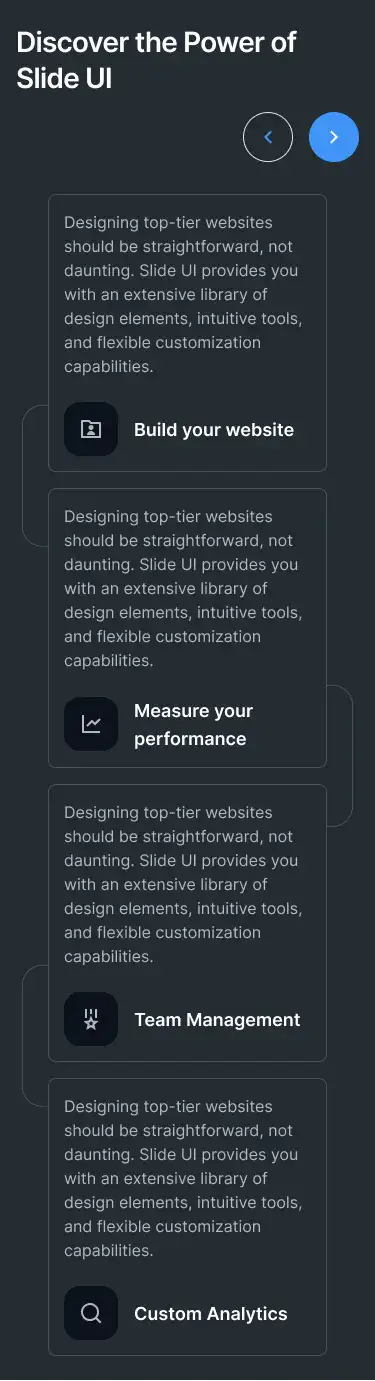 Discover the Power of
Slide UI
Designing top-tier websites
should be straightforward, not
daunting. Slide UI provides you
with an extensive library of
design elements, intuitive tools,
and flexible customization
capabilities.
Build your website
Designing top-tier websites
should be straightforward, not
daunting. Slide UI provides you
with an extensive library of
design elements, intuitive tools,
and flexible customization
capabilities.
Measure your
performance
Designing top-tier websites
should be straightforward, not
daunting. Slide UI provides you
with an extensive library of
design elements, intuitive tools,
and flexible customization
capabilities.
Team Management
Designing top-tier websites
should be straightforward, not
daunting. Slide UI provides you
with an extensive library of
design elements, intuitive tools,
and flexible customization
capabilities.
Custom Analytics